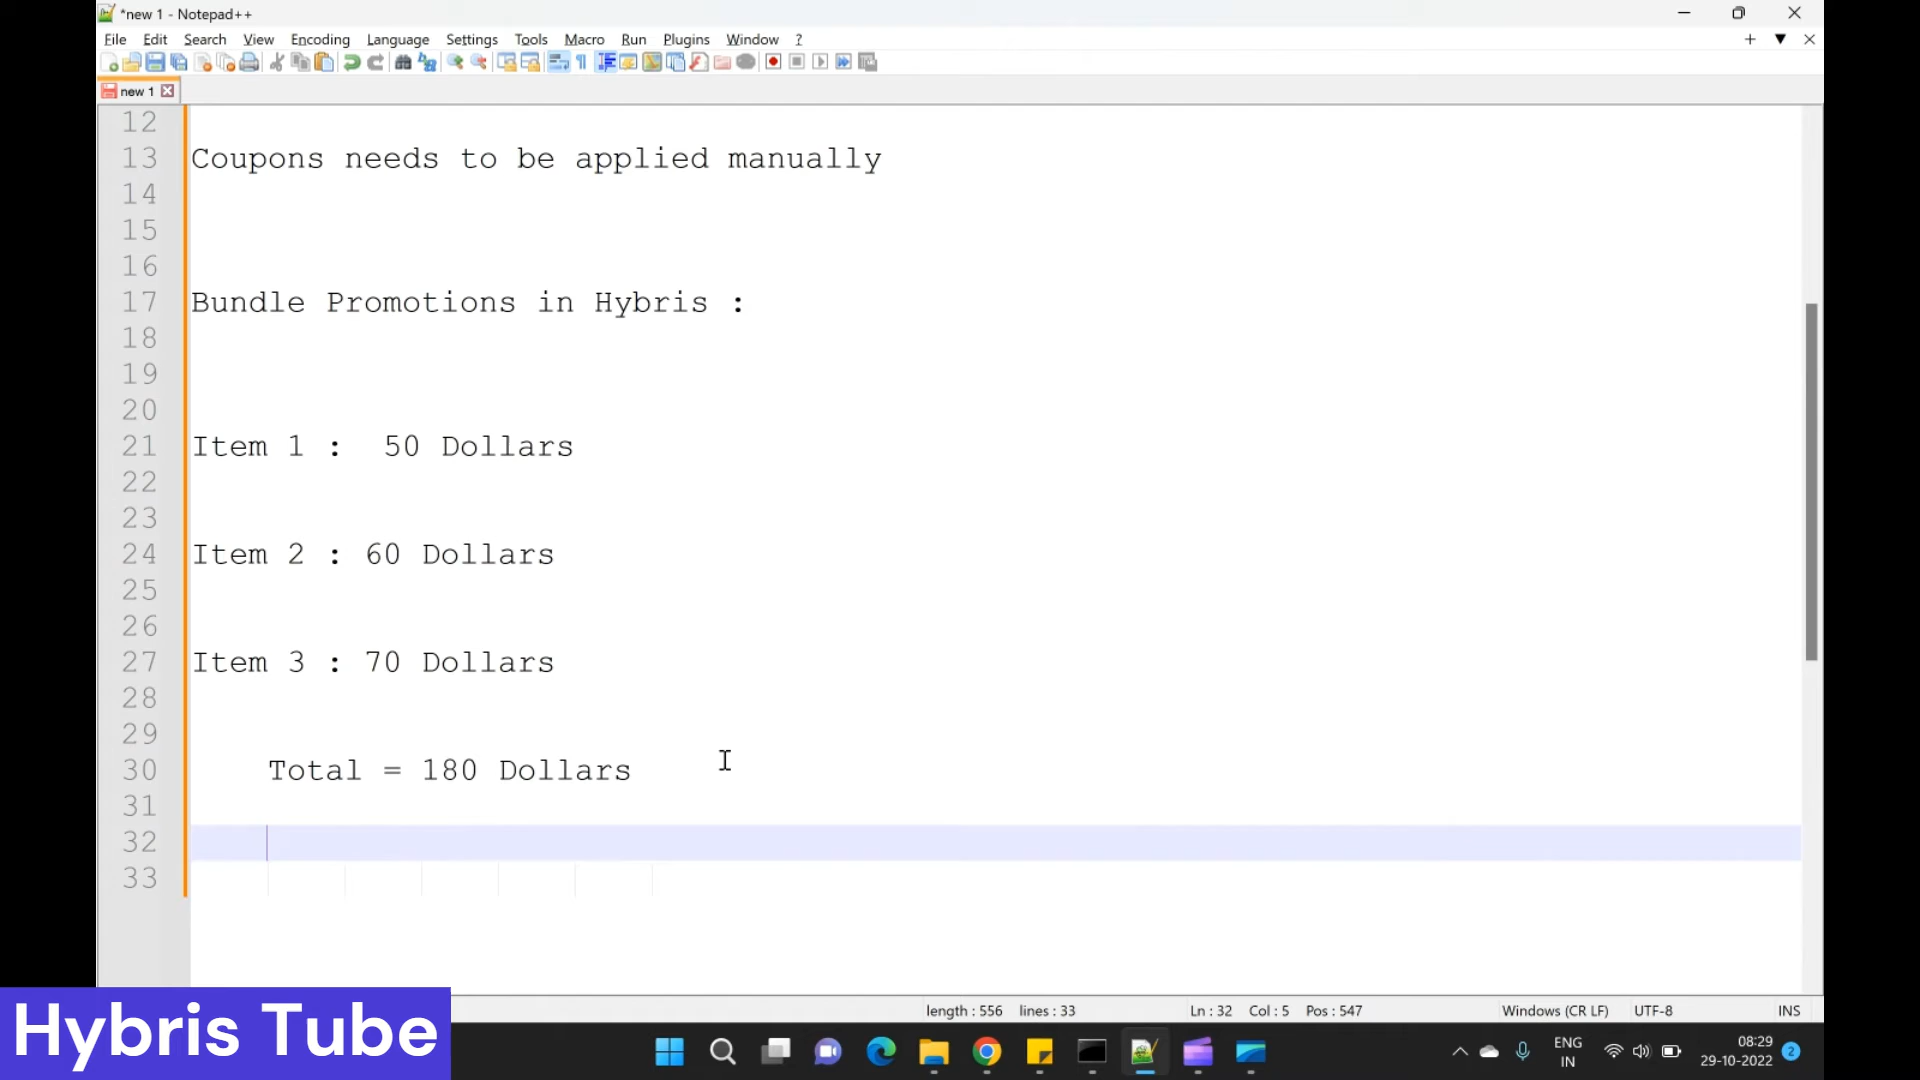 *new 1 - Notepad++
File Edit Search View Encoding Language Settings Tools Macro Run Plugins Window ?
new 1
12
13 Coupons needs to be applied manually
14
15
16
17 Bundle Promotions in Hybris :
18
19
20
21 Item 1 : 50 Dollars
22
23
24 Item 2 : 60 Dollars
25
26
27 Item 3 : 70 Dollars
28
29
30 Total = 180 Dollars
31
32
33
length : 556 lines : 33 Ln : 32 Col : 5 Pos : 547 Windows (CR LF) UTF-8 INS
Hybris Tube
ENG
IN
08:29
29-10-2022
2